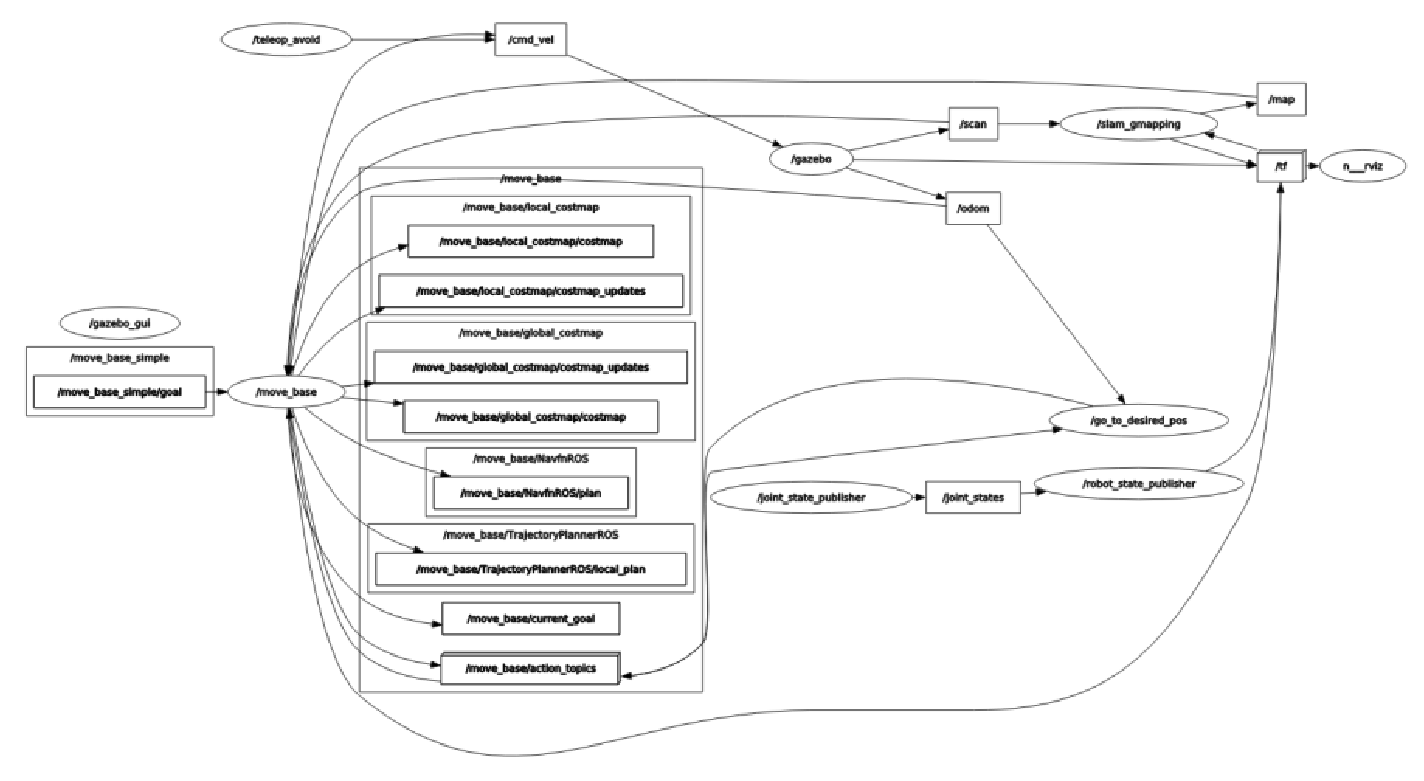 /teleop_avoid
/cmd_vel
/map
/scan
/slam_gmapping
/gazebo
/tf
n__rviz
/move_base
/move_base/local_costmap
/odom
/move_base/local_costmap/costmap
/move_base/local_costmap/costmap_updates
/gazebo_gui
/move_base/global_costmap
/move_base_simple
/move_base/global_costmap/costmap_updates
/move_base_simple/goal
/move_base
/move_base/global_costmap/costmap
/go_to_desired_pos
/move_base/NavfnROS
/move_base/NavfnROS/plan
/joint_state_publisher
/joint_states
/robot_state_publisher
/move_base/TrajectoryPlannerROS
/move_base/TrajectoryPlannerROS/local_plan
/move_base/current_goal
/move_base/action_topics